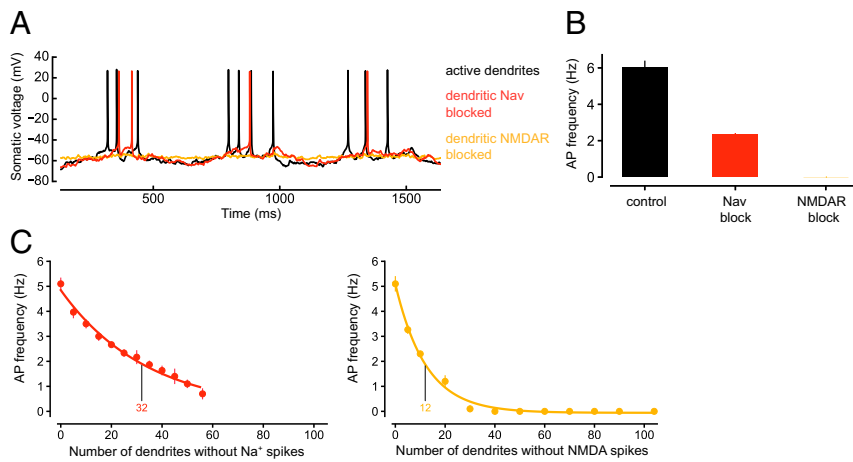 A
B
Somatic voltage (mV)
40
20
0
−20
−40
−60
−80
500
1000
1500
Time (ms)
active dendrites
dendritic Nav
blocked
dendritic NMDAR
blocked
AP frequency (Hz)
6
4
2
0
control
Nav
block
NMDAR
block
C
AP frequency (Hz)
6
5
4
3
2
1
0
32
0
20
40
60
80
100
Number of dendrites without Na⁺ spikes
AP frequency (Hz)
6
5
4
3
2
1
0
12
0
20
40
60
80
100
Number of dendrites without NMDA spikes